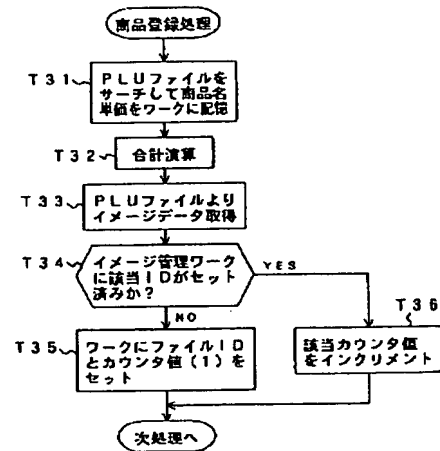 商品登録処理
T31
PLUファイルを
サーチして商品名
単価をワークに記憶
T32
合計演算
T33
PLUファイルより
イメージデータ取得
T34
イメージ管理ワーク
に該当IDがセット
済みか?
YES
NO
T35
ワークにファイルID
とカウンタ値(1)を
セット
T36
該当カウンタ値
をインクリメント
次処理へ